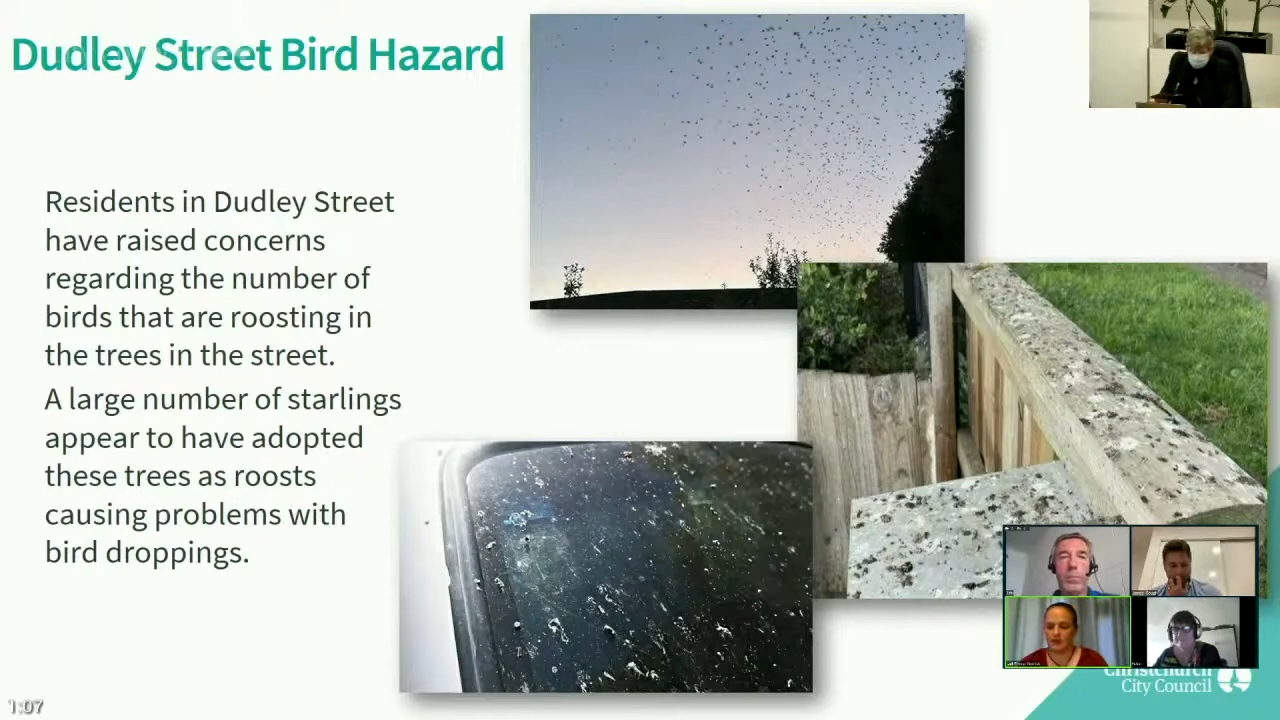 Dudley Street Bird Hazard
Residents in Dudley Street
have raised concerns
regarding the number of
birds that are roosting in
the trees in the street.
A large number of starlings
appear to have adopted
these trees as roosts
causing problems with
bird droppings.
Christchurch
City Council
1:07